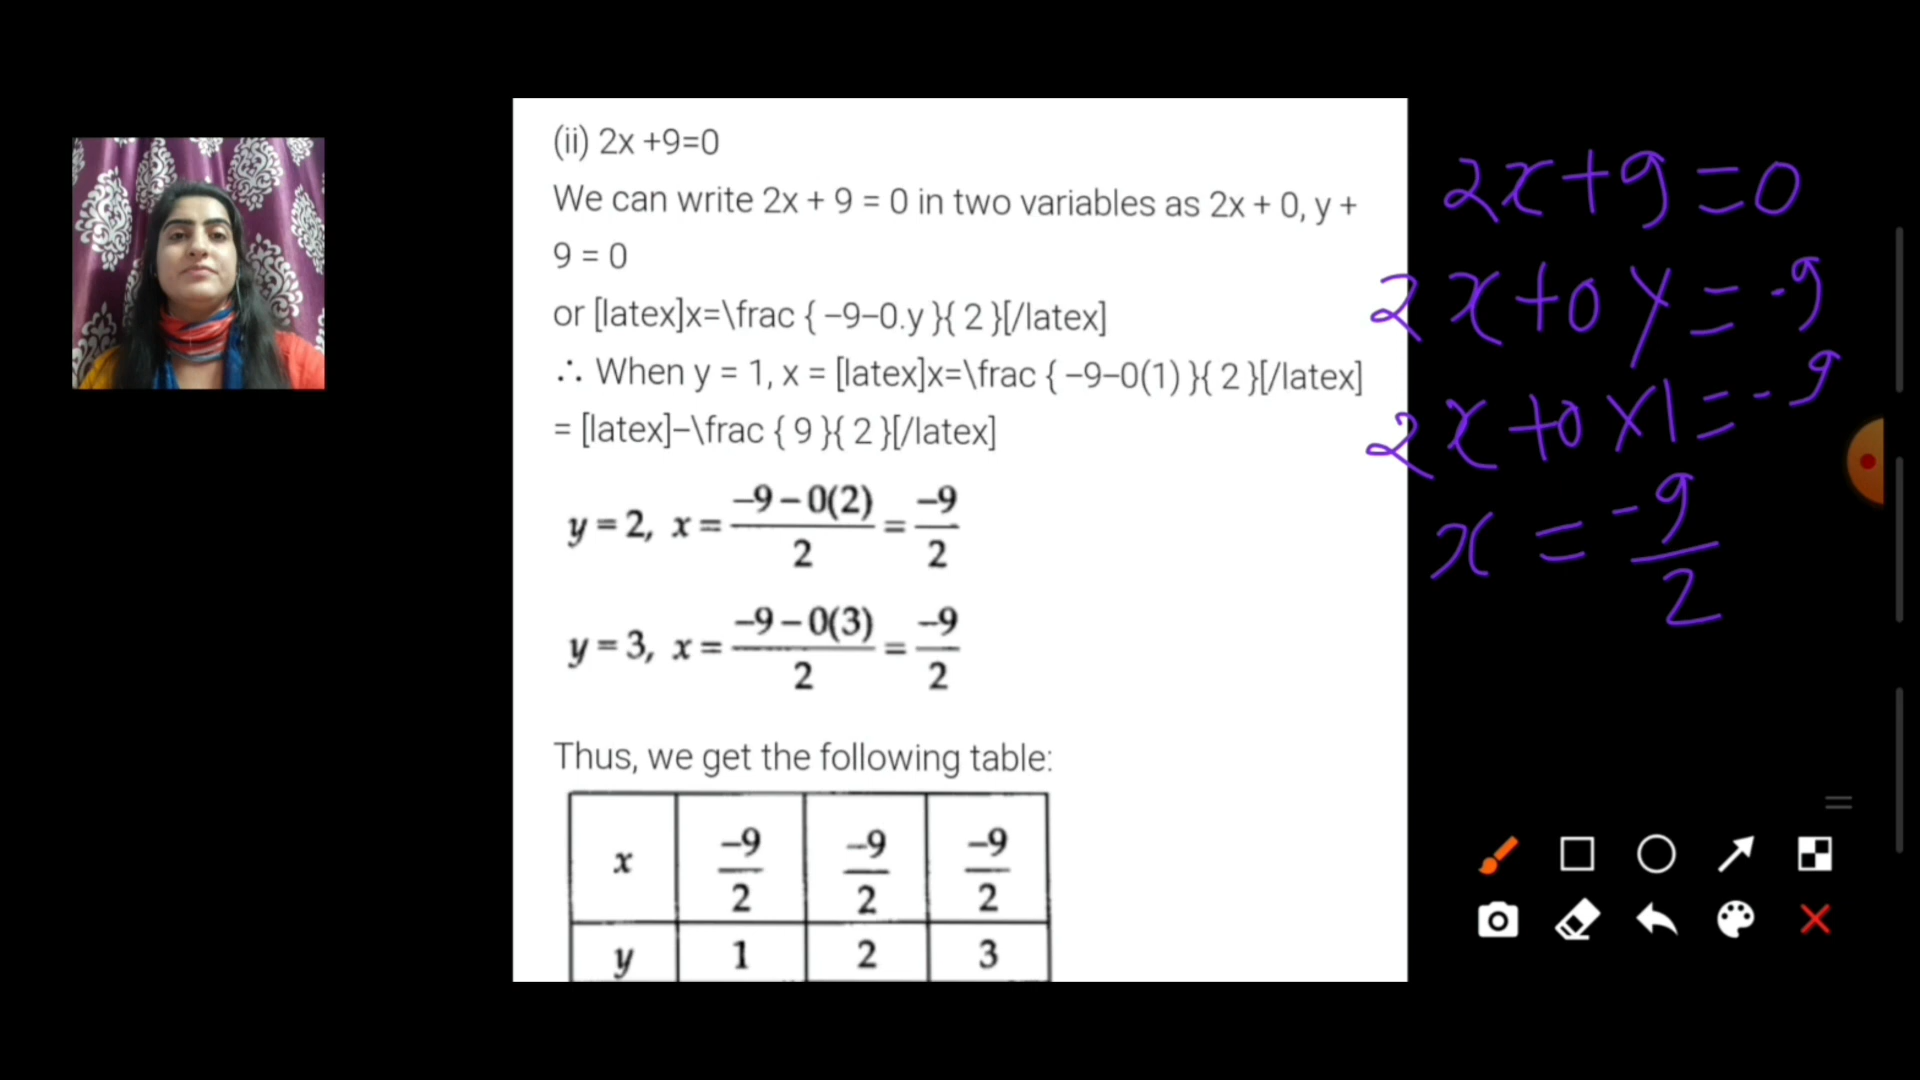 (ii) 2x +9=0
We can write 2x + 9 = 0 in two variables as 2x + 0, y +
9 = 0
or [latex]x=\frac { –9–0.y }{ 2 }[/latex]
∴ When y = 1, x = [latex]x=\frac { –9–0(1) }{ 2 }[/latex]
= [latex]–\frac { 9 }{ 2 }[/latex]
y = 2, x = –9 – 0(2) / 2 = –9 / 2
y = 3, x = –9 – 0(3) / 2 = –9 / 2
Thus, we get the following table:
x –9/2 –9/2 –9/2
y 1 2 3
2x+9=0
2x+0y=-9
2x+0x1=-9
x = -9/2